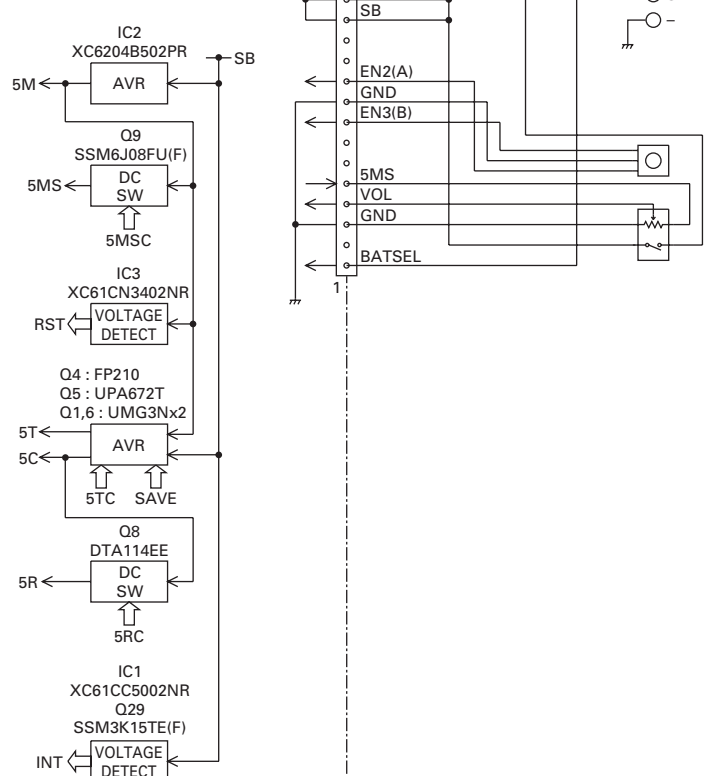 IC2
XC6204B502PR
AVR
5M
SB
Q9
SSM6J08FU(F)
DC
SW
5MS
5MSC
IC3
XC61CN3402NR
VOLTAGE
DETECT
RST
Q4 : FP210
Q5 : UPA672T
Q1,6 : UMG3Nx2
5T
AVR
5C
5TC
SAVE
Q8
DTA114EE
DC
SW
5R
5RC
IC1
XC61CC5002NR
Q29
SSM3K15TE(F)
VOLTAGE
DETECT
INT
SB
EN2(A)
GND
EN3(B)
5MS
VOL
GND
BATSEL
1
–